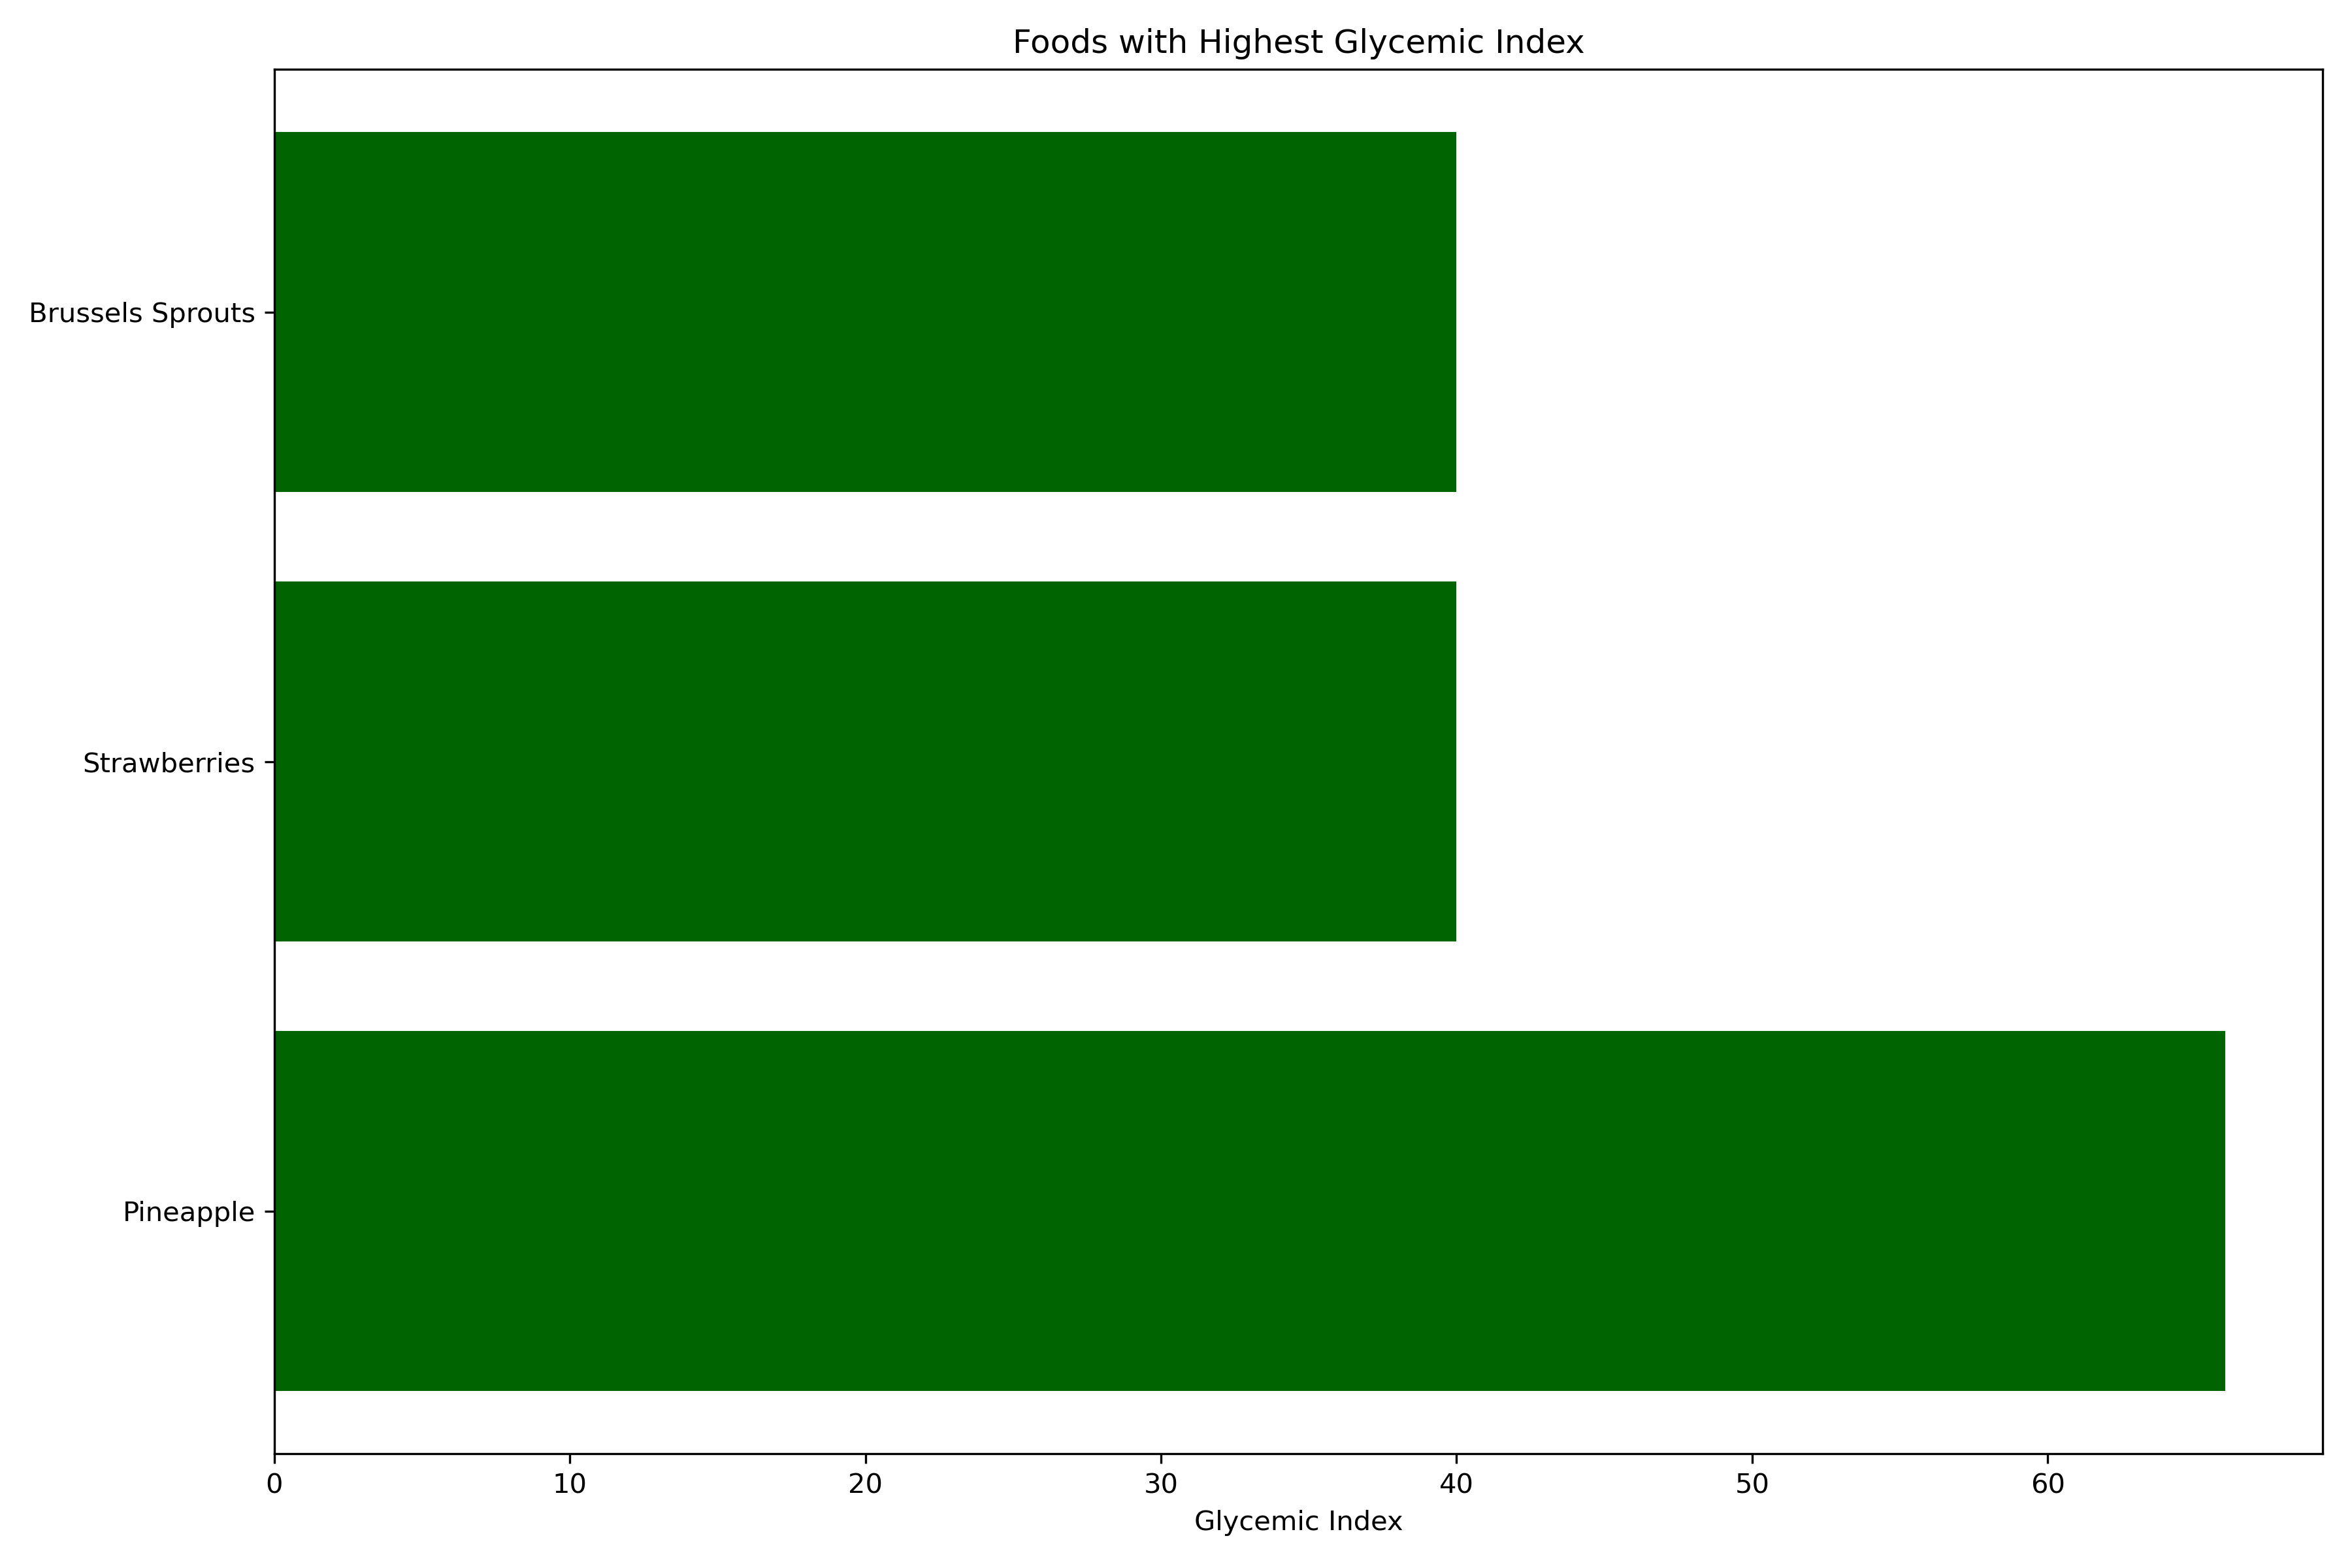 Foods with Highest Glycemic Index
Brussels Sprouts
Strawberries
Pineapple
0 10 20 30 40 50 60
Glycemic Index